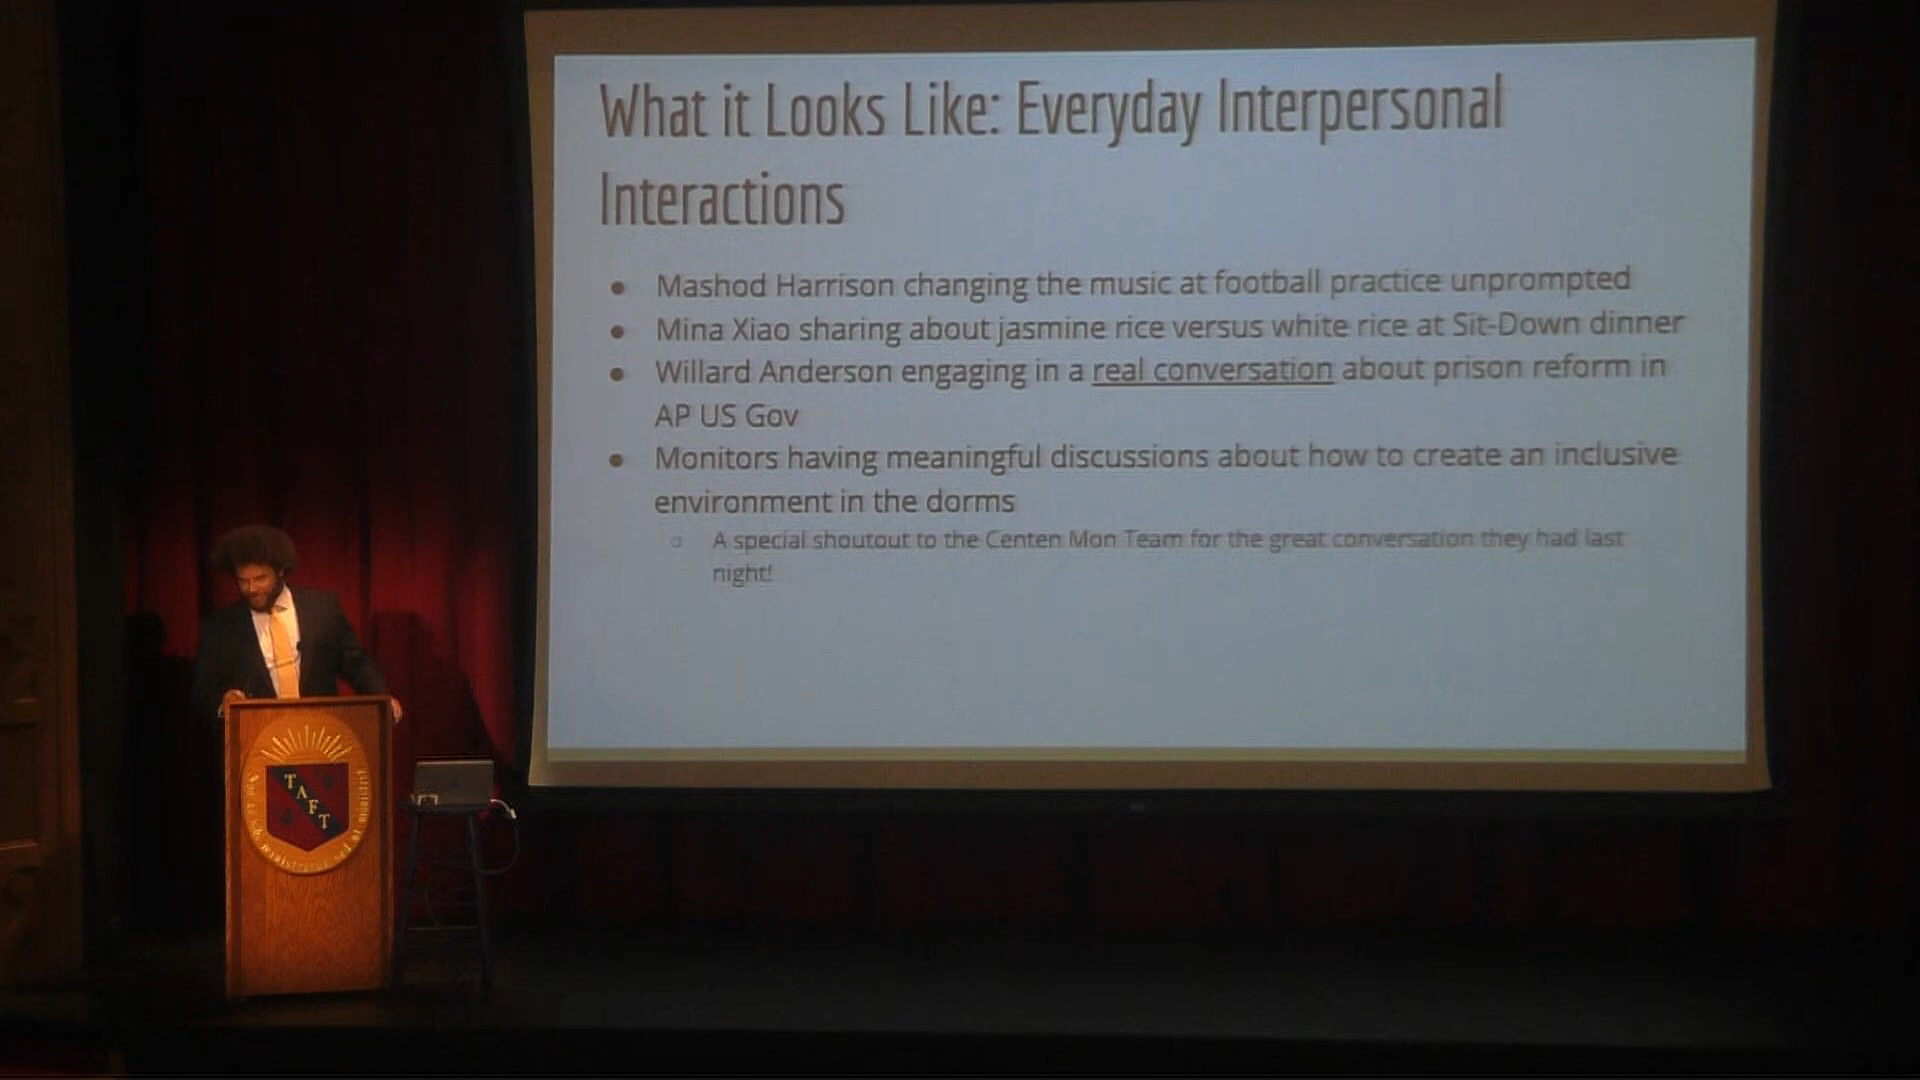 What it Looks Like: Everyday Interpersonal
Interactions
● Mashod Harrison changing the music at football practice unprompted
● Mina Xiao sharing about jasmine rice versus white rice at Sit-Down dinner
● Willard Anderson engaging in a real conversation about prison reform in
AP US Gov
● Monitors having meaningful discussions about how to create an inclusive
environment in the dorms
○ A special shoutout to the Centen Mon Team for the great conversation they had last
night!
TAFT